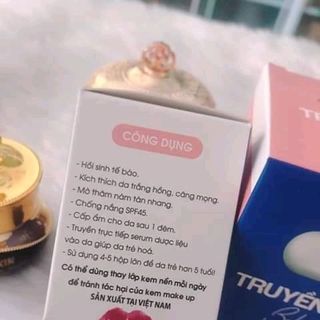 CÔNG DỤNG
- Hồi sinh tế bào.
- Kích thích da trắng hồng, căng mọng.
- Mờ thâm nám tàn nhang.
- Chống nắng SPF45.
- Cấp ẩm cho da sau 1 đêm.
- Truyền trực tiếp serum dược liệu
vào da giúp da trẻ hoá.
- Sử dụng 4-5 hộp lớn để da trẻ hơn 5 tuổi!
Có thể dùng thay lớp kem nền mỗi ngày
để tránh tác hại của kem make up
SẢN XUẤT TẠI VIỆT NAM
TRUYỀN